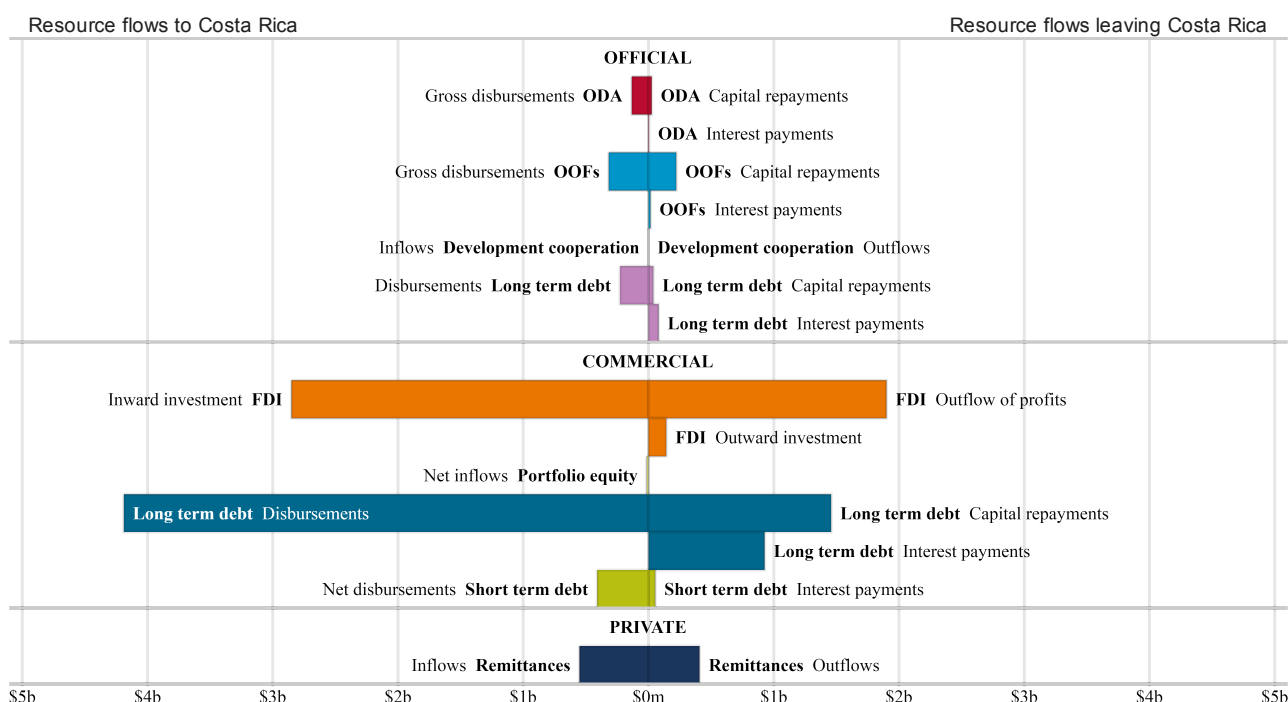 Resource flows to Costa Rica Resource flows leaving Costa Rica
OFFICIAL
Gross disbursements ODA ODA Capital repayments
ODA Interest payments
Gross disbursements OOFs OOFs Capital repayments
OOFs Interest payments
Inflows Development cooperation Development cooperation Outflows
Disbursements Long term debt Long term debt Capital repayments
Long term debt Interest payments
COMMERCIAL
Inward investment FDI FDI Outflow of profits
FDI Outward investment
Net inflows Portfolio equity
Long term debt Disbursements Long term debt Capital repayments
Long term debt Interest payments
Net disbursements Short term debt Short term debt Interest payments
PRIVATE
Inflows Remittances Remittances Outflows
$5b $4b $3b $2b $1b $0m $1b $2b $3b $4b $5b